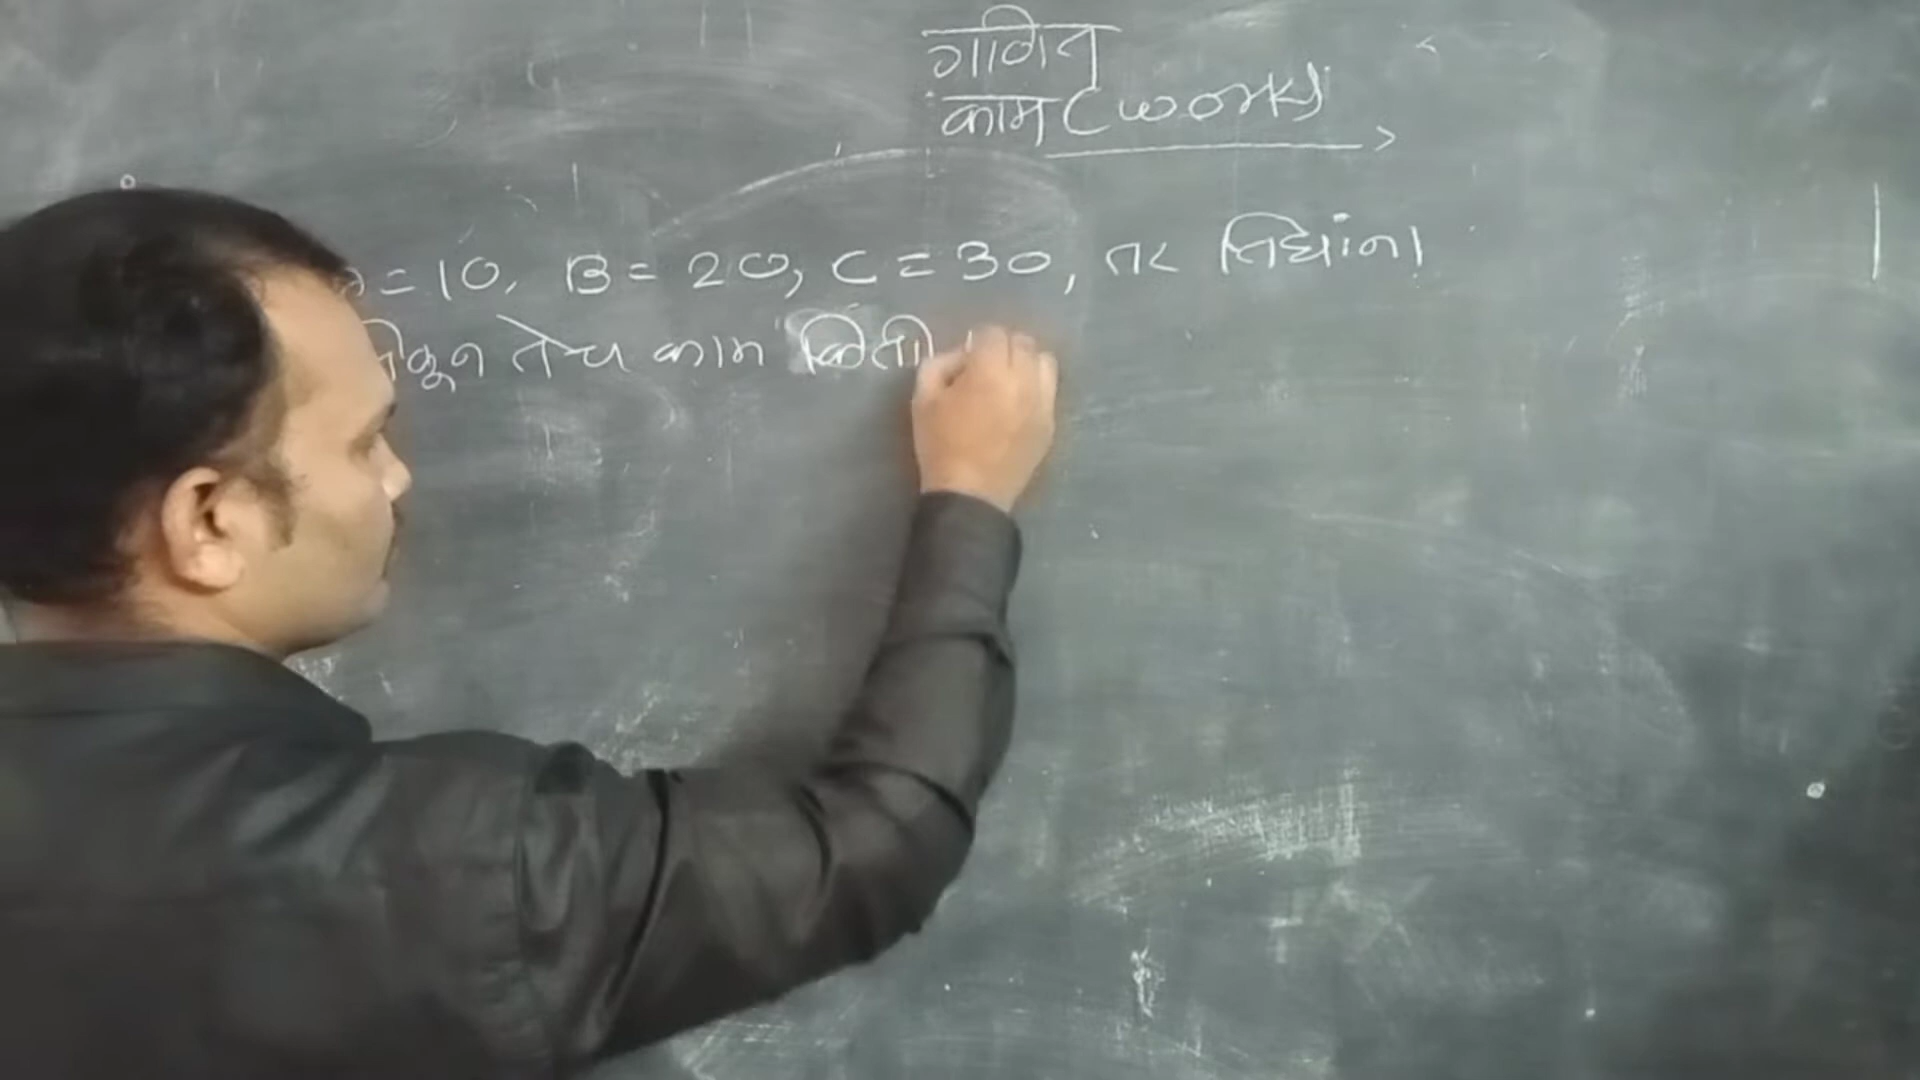 गणित
काम (work)
= 10, B = 20, C = 30, तर तिघांना
मिळून तेच काम किती